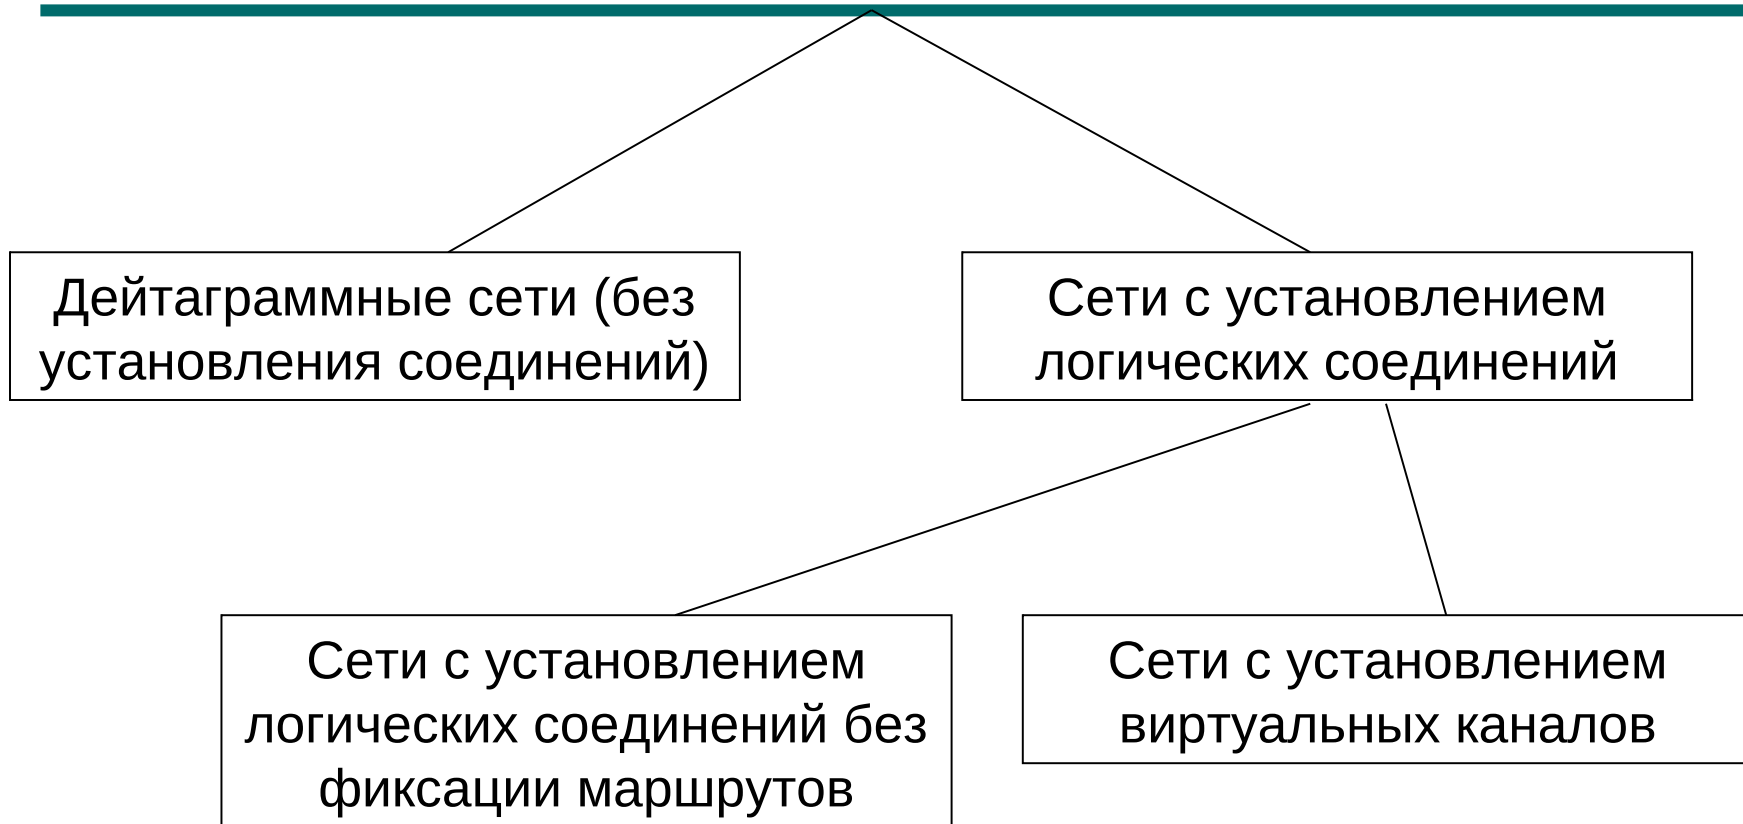 Дейтаграммные сети (без
установления соединений)
Сети с установлением
логических соединений
Сети с установлением
логических соединений без
фиксации маршрутов
Сети с установлением
виртуальных каналов